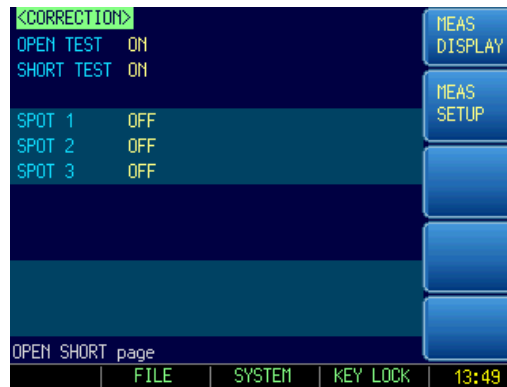 <CORRECTION>
OPEN TEST ON
SHORT TEST ON
SPOT 1 OFF
SPOT 2 OFF
SPOT 3 OFF
MEAS
DISPLAY
MEAS
SETUP
OPEN SHORT page
FILE SYSTEM KEY LOCK 13:49